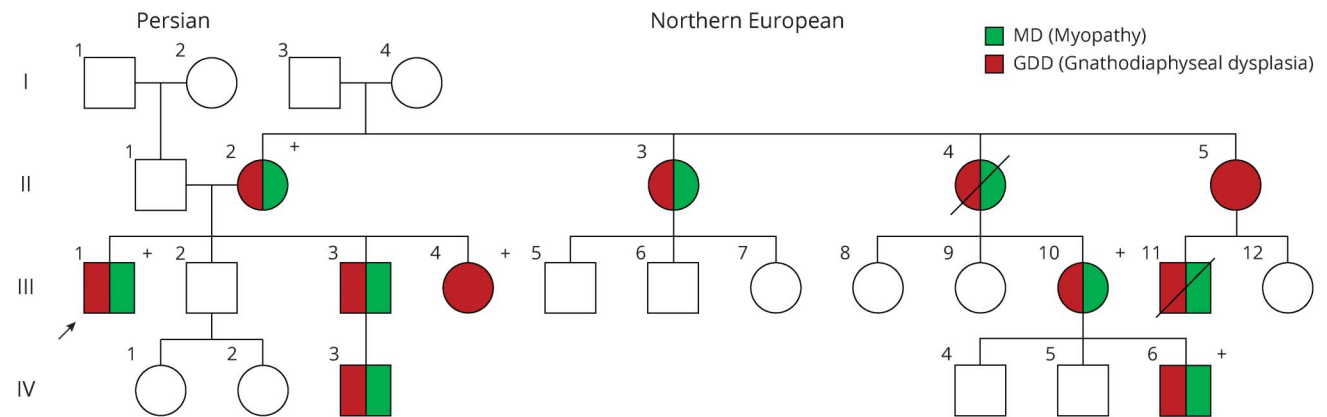 Persian
Northern European
MD (Myopathy)
GDD (Gnathodiaphyseal dysplasia)
I
1 2 3 4
II
1 2 + 3 4 5
III
1 + 2 3 4 + 5 6 7 8 9 10 + 11 12
IV
1 2 3 4 5 6 +